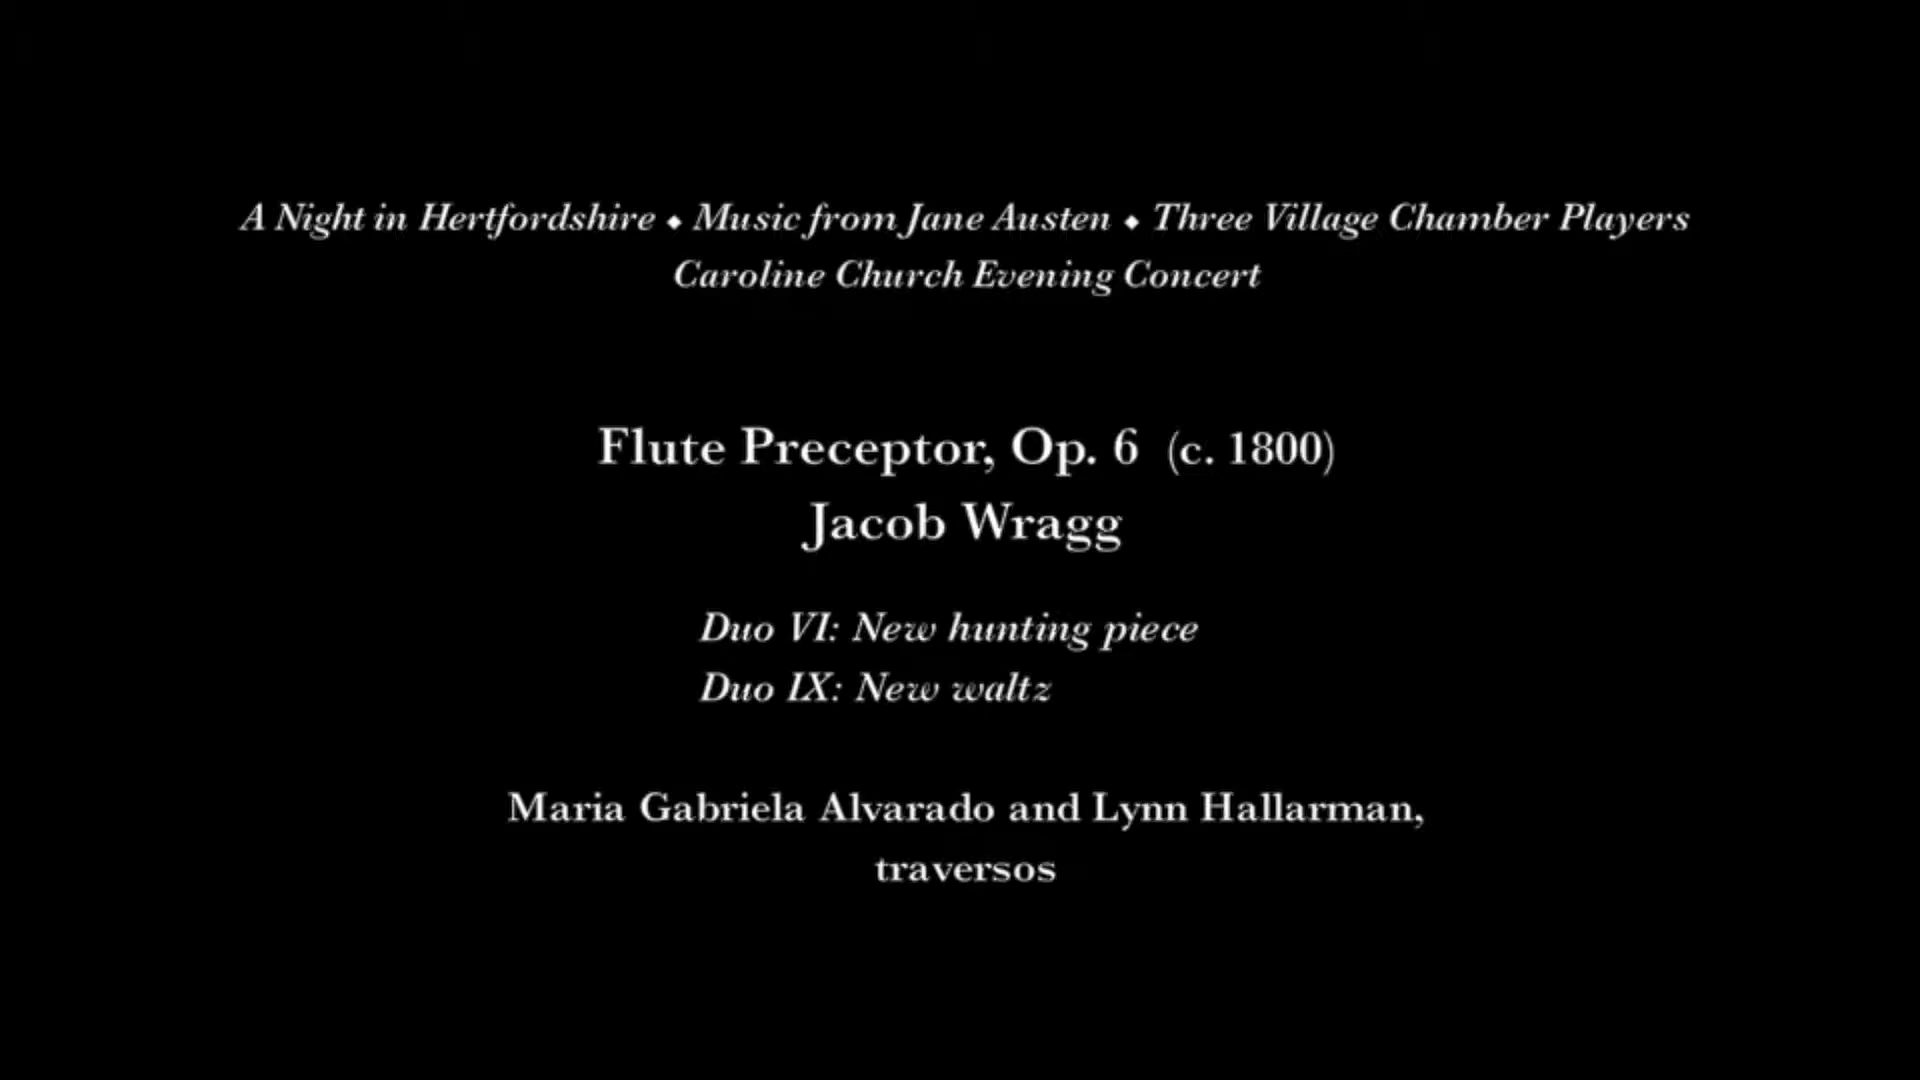 A Night in Hertfordshire ⬥ Music from Jane Austen ⬥ Three Village Chamber Players
Caroline Church Evening Concert
Flute Preceptor, Op. 6 (c. 1800)
Jacob Wragg
Duo VI: New hunting piece
Duo IX: New waltz
Maria Gabriela Alvarado and Lynn Hallarman,
traversos